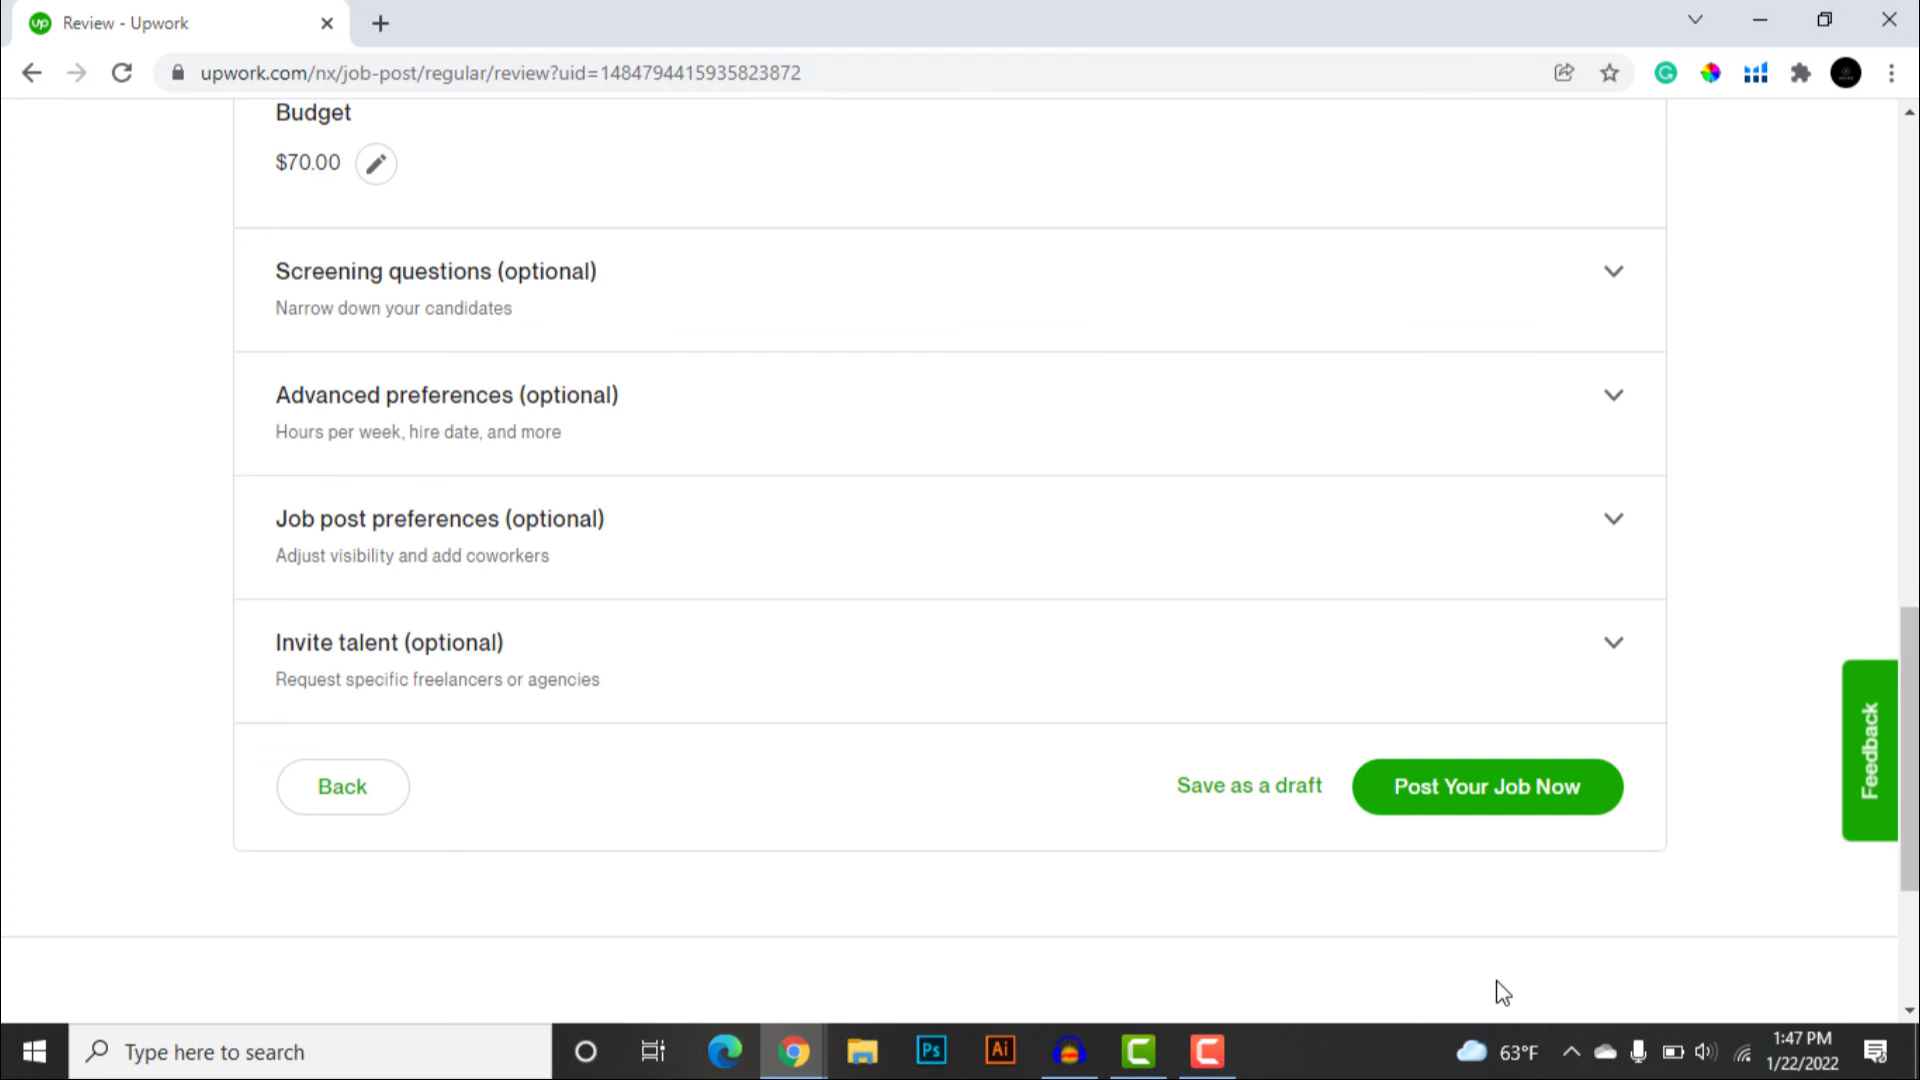 up Review - Upwork
upwork.com/nx/job-post/regular/review?uid=1484794415935823872
Budget
$70.00
Screening questions (optional)
Narrow down your candidates
Advanced preferences (optional)
Hours per week, hire date, and more
Job post preferences (optional)
Adjust visibility and add coworkers
Invite talent (optional)
Request specific freelancers or agencies
Back
Save as a draft
Post Your Job Now
Feedback
Type here to search
Ps
Ai
63°F
1:47 PM
1/22/2022